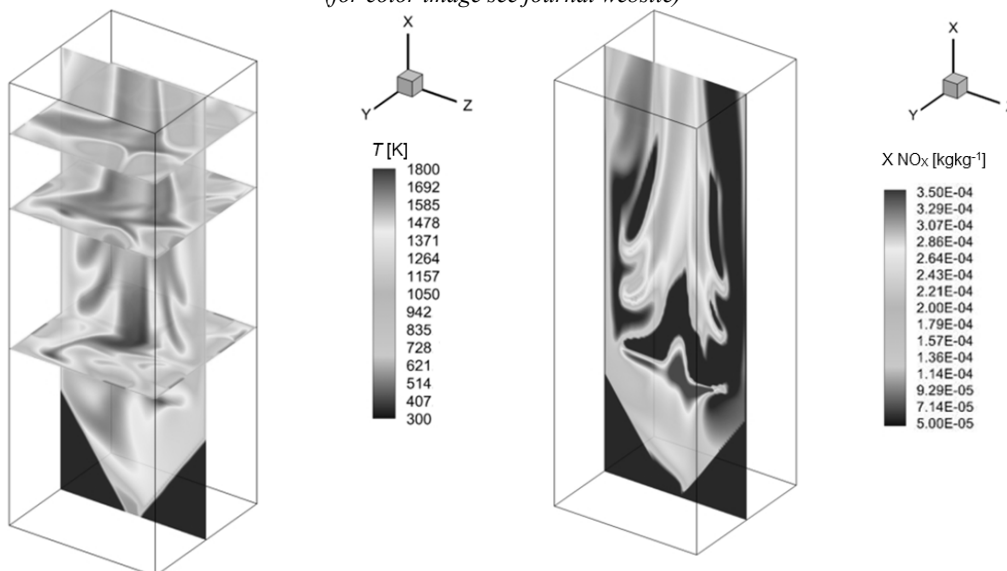 (for color image see journal website)
X
Y
Z
T [K]
1800
1692
1585
1478
1371
1264
1157
1050
942
835
728
621
514
407
300
X
Y
X NOx [kgkg-1]
3.50E-04
3.29E-04
3.07E-04
2.86E-04
2.64E-04
2.43E-04
2.21E-04
2.00E-04
1.79E-04
1.57E-04
1.36E-04
1.14E-04
9.29E-05
7.14E-05
5.00E-05